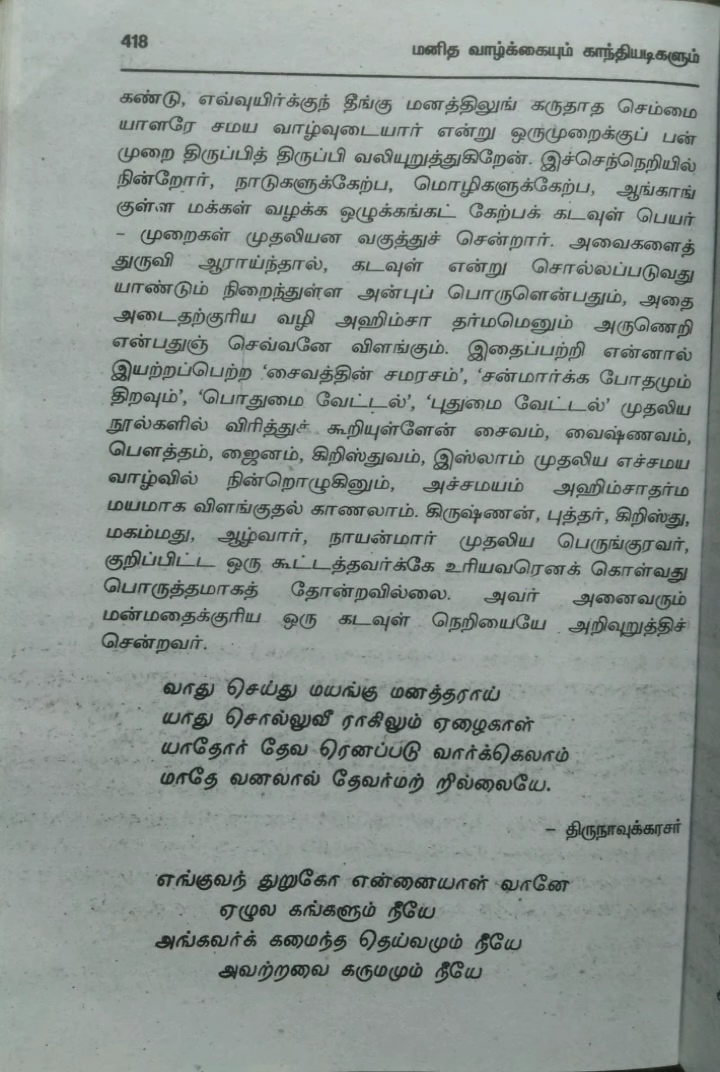 418
மனித வாழ்க்கையும் காந்தியடிகளும்
கண்டு, எவ்வுயிர்க்குந் தீங்கு மனத்திலுங் கருதாத செம்மை
யாளரே சமய வாழ்வுடையார் என்று ஒருமுறைக்குப் பன்
முறை திருப்பித் திருப்பி வலியுறுத்துகிறேன். இச்செந்நெறியில்
நின்றோர், நாடுகளுக்கேற்ப, மொழிகளுக்கேற்ப, ஆங்காங்
குள்ள மக்கள் வழக்க ஒழுக்கங்கட் கேற்பக் கடவுள் பெயர்
– முறைகள் முதலியன வகுத்துச் சென்றார். அவைகளைத்
துருவி ஆராய்ந்தால், கடவுள் என்று சொல்லப்படுவது
யாண்டும் நிறைந்துள்ள அன்புப் பொருளென்பதும், அதை
அடைதற்குரிய வழி அஹிம்சா தர்மமெனும் அருணெறி
என்பதுஞ் செவ்வனே விளங்கும். இதைப்பற்றி என்னால்
இயற்றப்பெற்ற ‘சைவத்தின் சமரசம்’, ‘சன்மார்க்க போதமும்
திறவும்’, ‘பொதுமை வேட்டல்’, ‘புதுமை வேட்டல்’ முதலிய
நூல்களில் விரித்துக் கூறியுள்ளேன் சைவம், வைஷ்ணவம்,
பௌத்தம், ஜைனம், கிறிஸ்துவம், இஸ்லாம் முதலிய எச்சமய
வாழ்வில் நின்றொழுகினும், அச்சமயம் அஹிம்சாதர்ம
மயமாக விளங்குதல் காணலாம். கிருஷ்ணன், புத்தர், கிறிஸ்து,
மகம்மது, ஆழ்வார், நாயன்மார் முதலிய பெருங்குரவர்,
குறிப்பிட்ட ஒரு கூட்டத்தவர்க்கே உரியவரெனக் கொள்வது
பொருத்தமாகத் தோன்றவில்லை. அவர் அனைவரும்
மன்மதைக்குரிய ஒரு கடவுள் நெறியையே அறிவுறுத்திச்
சென்றவர்.
வாது செய்து மயங்கு மனத்தராய்
யாது சொல்லுவீ ராகிலும் ஏழைகாள்
யாதோர் தேவ ரெனப்படு வார்க்கெலாம்
மாதே வனலால் தேவர்மற் றில்லையே.
– திருநாவுக்கரசர்
எங்குவந் துறுகோ என்னையாள் வானே
ஏழுல கங்களும் நீயே
அங்கவர்க் கமைந்த தெய்வமும் நீயே
அவற்றவை கருமமும் நீயே